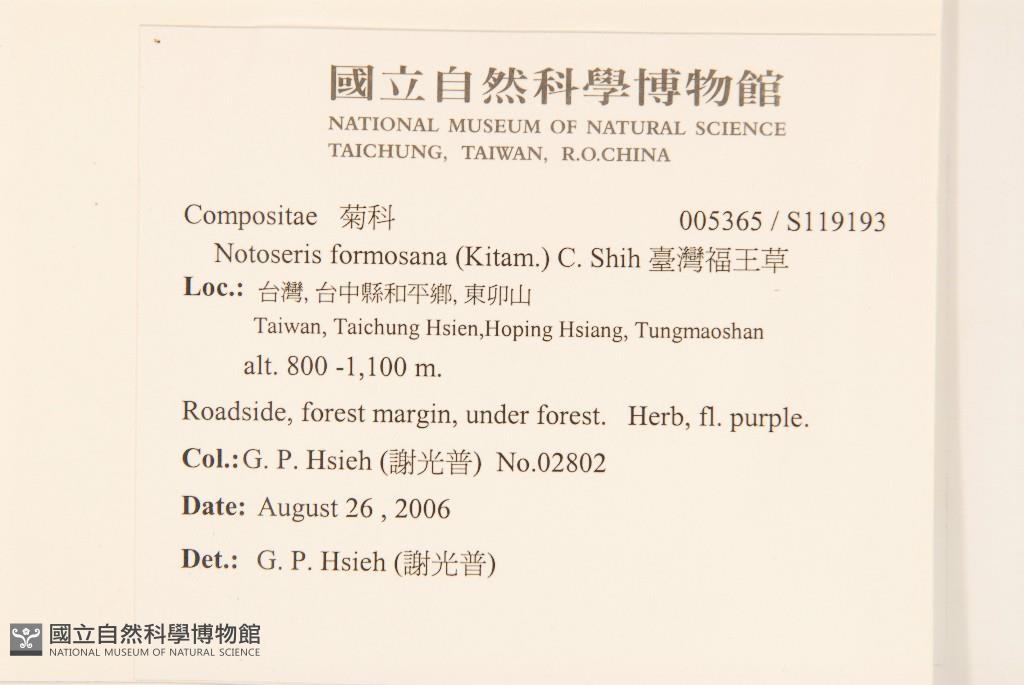 國立自然科學博物館
NATIONAL MUSEUM OF NATURAL SCIENCE
TAICHUNG, TAIWAN, R.O.CHINA
Compositae 菊科 005365 / S119193
Notoseris formosana (Kitam.) C. Shih 臺灣福王草
Loc.: 台灣, 台中縣和平鄉, 東卯山
Taiwan, Taichung Hsien,Hoping Hsiang, Tungmaoshan
alt. 800 -1,100 m.
Roadside, forest margin, under forest. Herb, fl. purple.
Col.:G. P. Hsieh (謝光普) No.02802
Date: August 26 , 2006
Det.: G. P. Hsieh (謝光普)
國立自然科學博物館
NATIONAL MUSEUM OF NATURAL SCIENCE